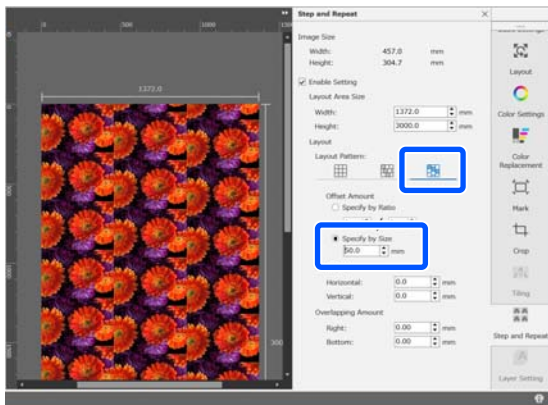 Step and Repeat
0 500 1000
1372.0
Image Size
Width: 457.0 mm
Height: 304.7 mm
Enable Setting
Layout Area Size
Width: 1372.0 mm
Height: 3000.0 mm
Layout
Layout Pattern:
Offset Amount
Specify by Ratio
Specify by Size
50.0 mm
Horizontal: 0.0 mm
Vertical: 0.0 mm
Overlapping Amount
Right: 0.00 mm
Bottom: 0.00 mm
Layout
Color Settings
Color
Replacement
Mark
Crop
Tiling
Step and Repeat
Layer Setting